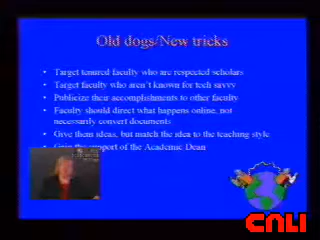 Old dogs/New tricks
• Target tenured faculty who are respected scholars
• Target faculty who aren't known for tech savvy
• Publicize their accomplishments to other faculty
• Faculty should direct what happens online, not
necessarily convert documents
• Give them ideas, but match the idea to the teaching style
• Gain the support of the Academic Dean
CNLI